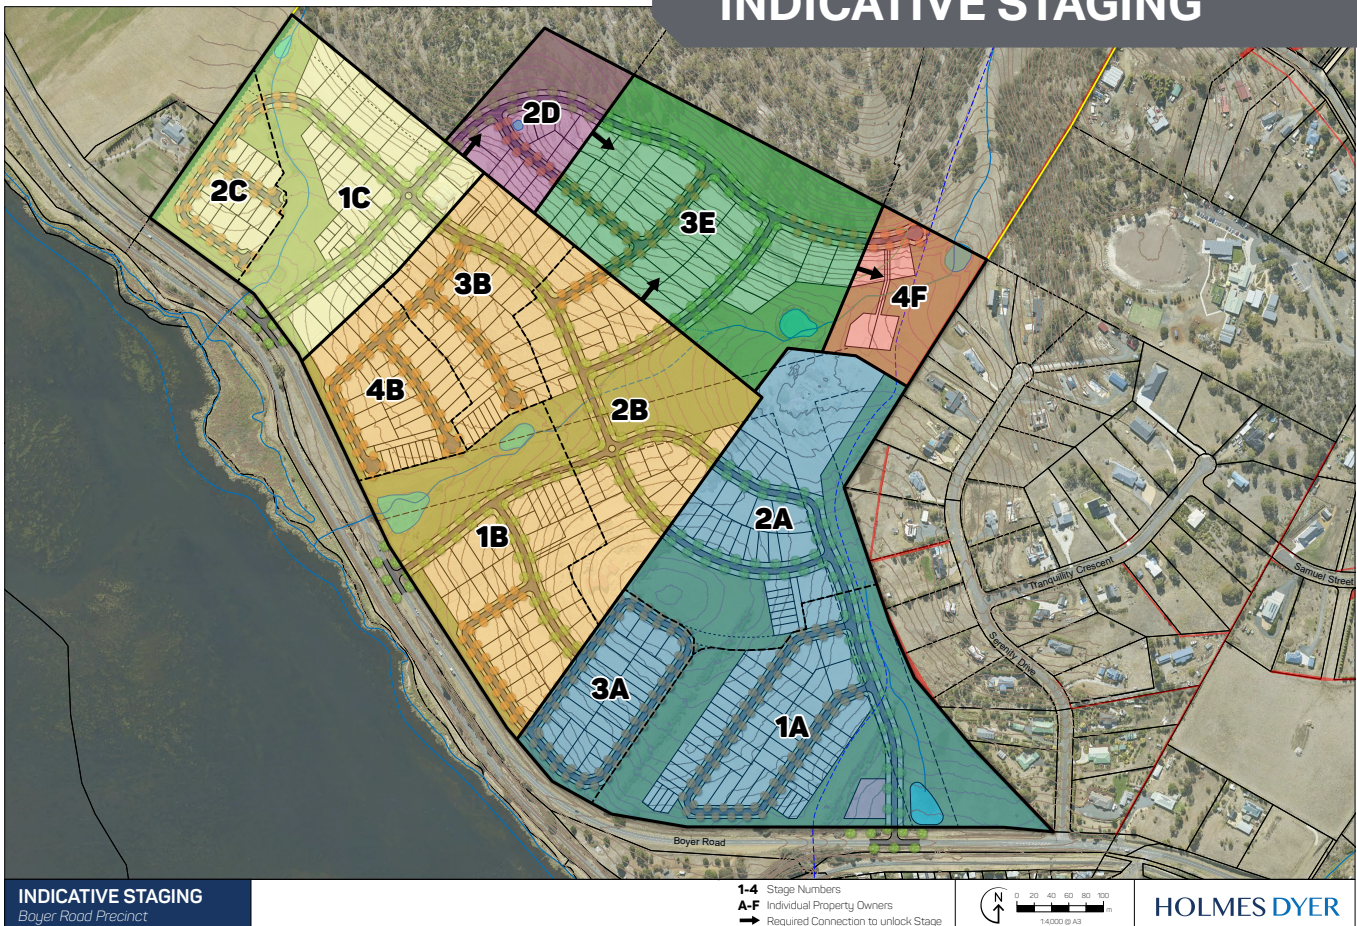 INDICATIVE STAGING
2D
2C
1C
3E
3B
4F
4B
2B
2A
1B
Tranquillity Crescent
Samuel Street
Serenity Drive
3A
1A
Boyer Road
INDICATIVE STAGING
Boyer Road Precinct
1-4 Stage Numbers
A-F Individual Property Owners
Required Connection to unlock Stage
N
0 20 40 60 80 100
m
1:4,000 @ A3
HOLMES DYER